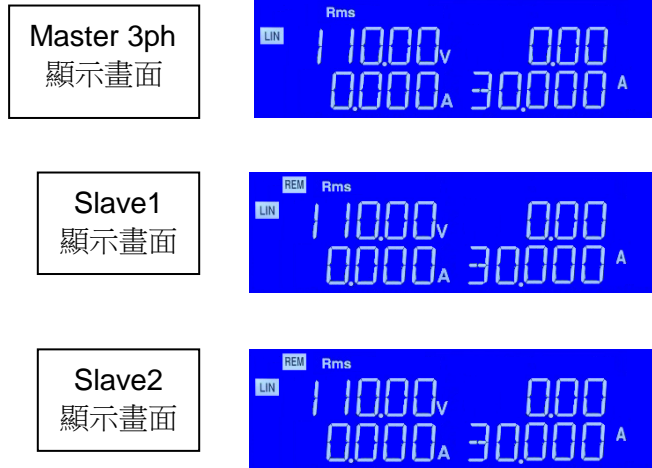 Master 3ph
顯示畫面
Rms
LIN 110.00V 0.00
0.000A 30.000 A
Slave1
顯示畫面
REM Rms
LIN 110.00V 0.00
0.000A 30.000 A
Slave2
顯示畫面
REM Rms
LIN 110.00V 0.00
0.000A 30.000 A